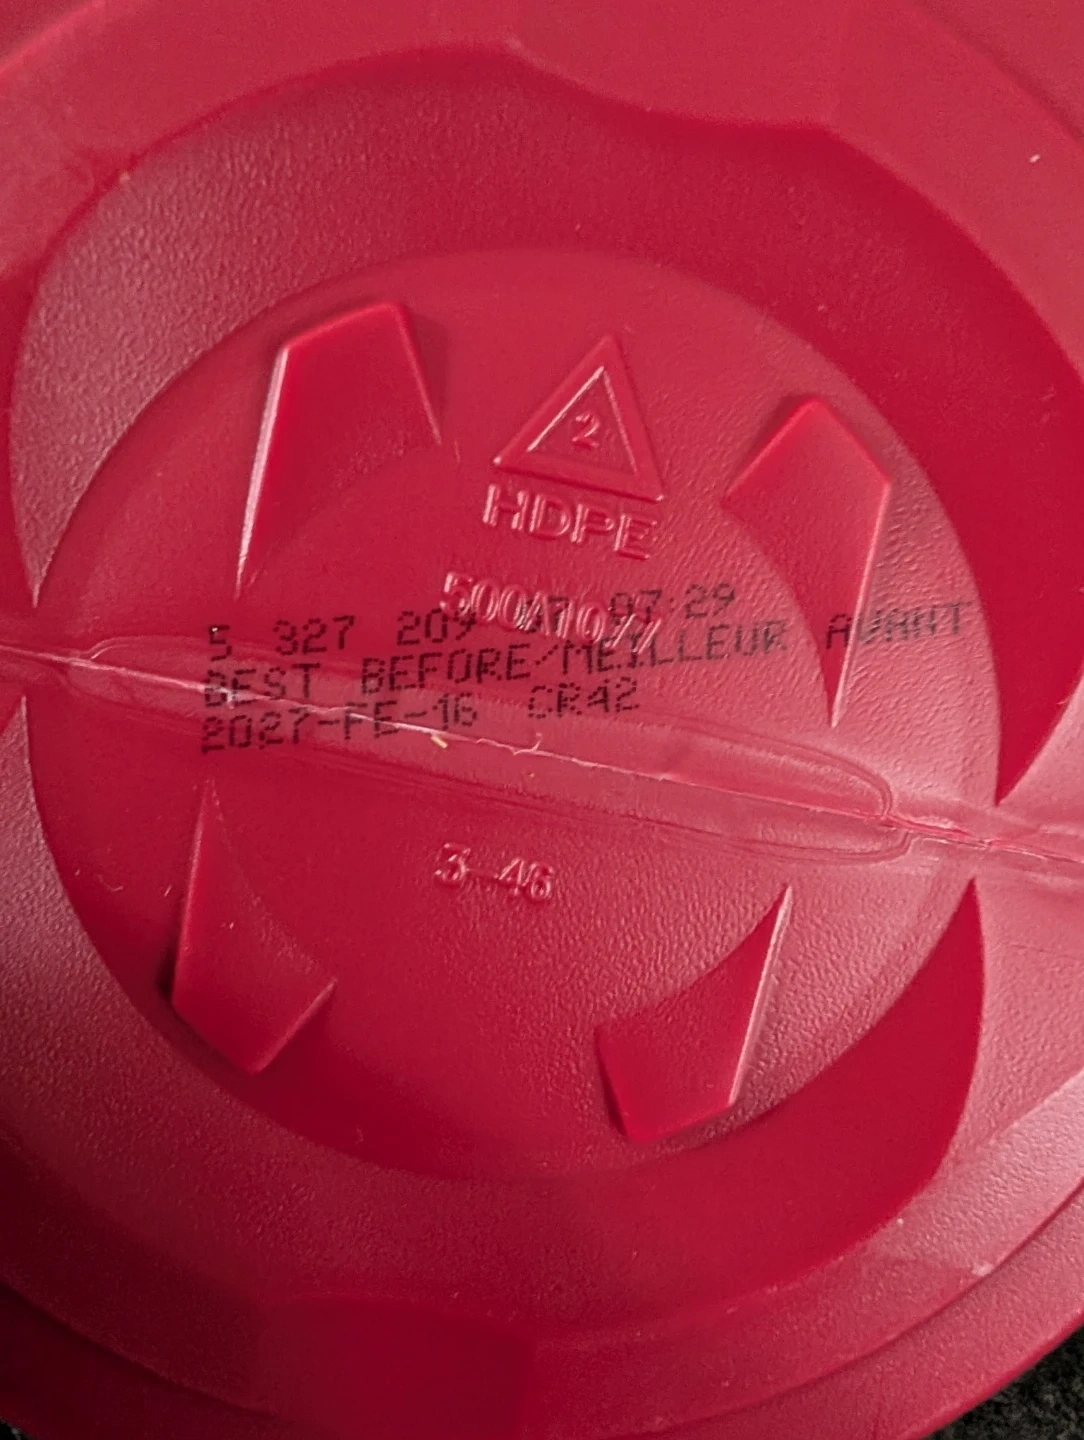 2
HDPE
5 327 209 07:29
BEST BEFORE/MEILLEUR AVANT
2027-FE-16 CR42
3-46